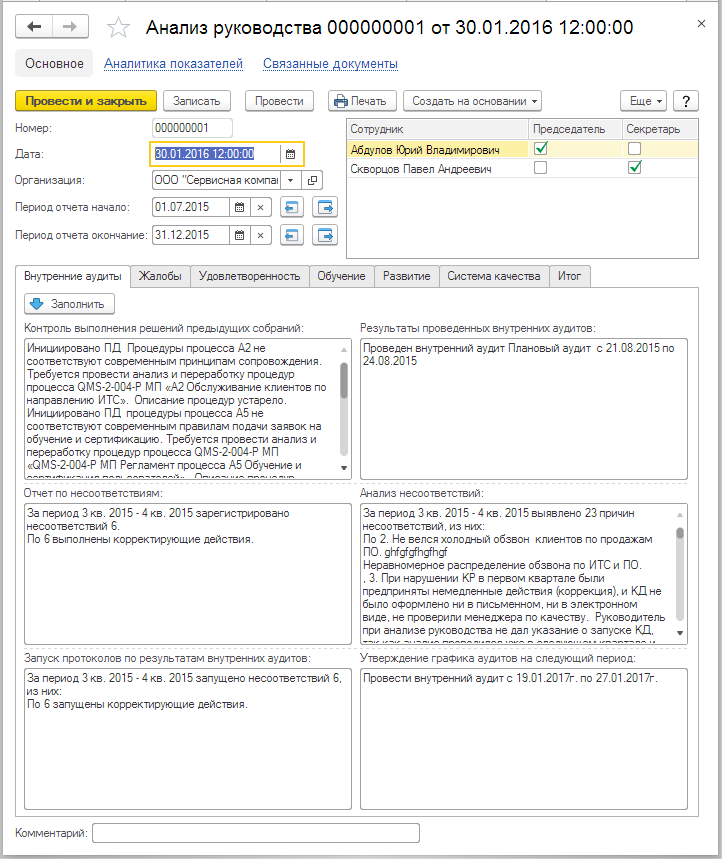 Анализ руководства 000000001 от 30.01.2016 12:00:00
Основное Аналитика показателей Связанные документы
Провести и закрыть Записать Провести Печать Создать на основании Еще ?
Номер: 000000001
Дата: 30.01.2016 12:00:00
Организация: ООО "Сервисная компа
Период отчета начало: 01.07.2015
Период отчета окончание: 31.12.2015
Сотрудник Председатель Секретарь
Абдулов Юрий Владимирович
Скворцов Павел Андреевич
Внутренние аудиты Жалобы Удовлетворенность Обучение Развитие Система качества Итог
Заполнить
Контроль выполнения решений предыдущих собраний:
Инициировано ПД  Процедуры процесса А2 не
соответствуют современным принципам сопровождения.
Требуется провести анализ и переработку процедур
процесса QMS-2-004-Р МП «А2 Обслуживание клиентов по
направлению ИТС».  Описание процедур устарело.
Инициировано ПД  процедуры процесса А5 не
соответствуют современным правилам подачи заявок на
обучение и сертификацию. Требуется провести анализ и
переработку процедур процесса QMS-2-004-Р МП
«QMS-2-004-Р МП Регламент процесса А5 Обучение и
сертификация пользователей».  Описание процедур
Результаты проведенных внутренних аудитов:
Проведен внутренний аудит Плановый аудит  с 21.08.2015 по
24.08.2015
Отчет по несоответствиям:
За период 3 кв. 2015 - 4 кв. 2015 зарегистрировано
несоответствий 6.
По 6 выполнены корректирующие действия.
Анализ несоответствий:
За период 3 кв. 2015 - 4 кв. 2015 выявлено 23 причин
несоответствий, из них:
По 2. Не велся холодный обзвон  клиентов по продажам
ПО. ghfgfgfhgfhgf
Неравномерное распределение обзвона по ИТС и ПО.
, 3. При нарушении КР в первом квартале были
предприняты немедленные действия (коррекция), и КД не
было оформлено ни в письменном, ни в электронном
виде, не проверили менеджера по качеству.  Руководитель
при анализе руководства не дал указание о запуске КД,
так как анализ проводился уже в следующем квартале и
Запуск протоколов по результатам внутренних аудитов:
За период 3 кв. 2015 - 4 кв. 2015 запущено несоответствий 6,
из них:
По 6 запущены корректирующие действия.
Утверждение графика аудитов на следующий период:
Провести внутренний аудит с 19.01.2017г. по 27.01.2017г.
Комментарий: